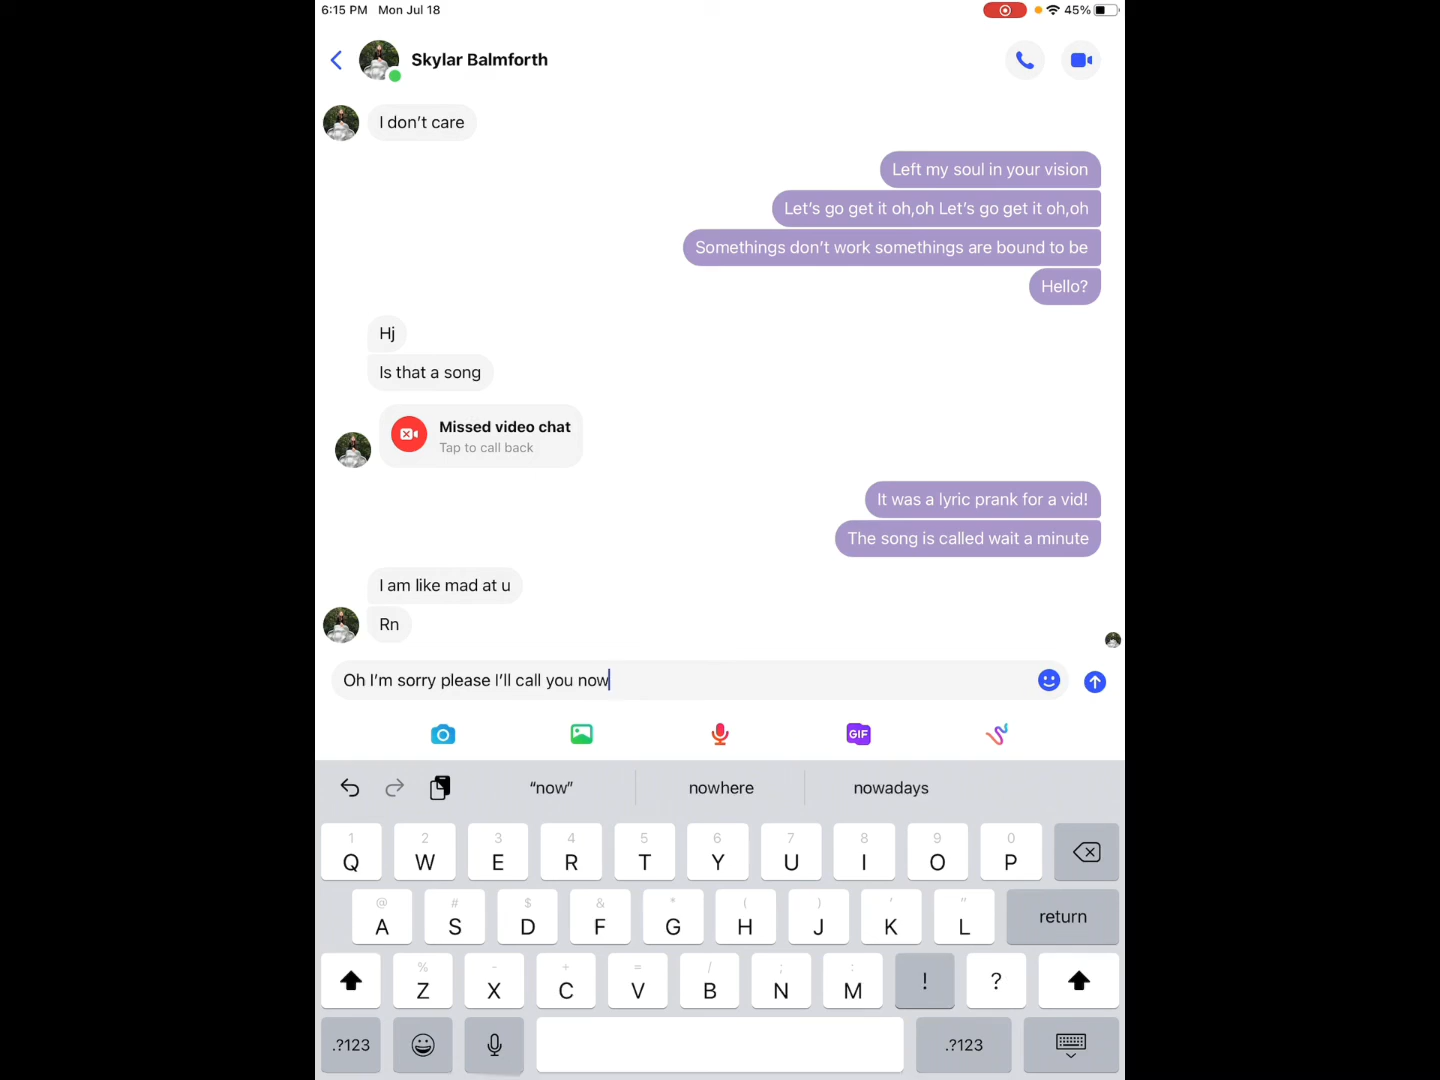 6:15 PM Mon Jul 18
45%
Skylar Balmforth
I don't care
Left my soul in your vision
Let's go get it oh,oh Let's go get it oh,oh
Somethings don't work somethings are bound to be
Hello?
Hj
Is that a song
Missed video chat
Tap to call back
It was a lyric prank for a vid!
The song is called wait a minute
I am like mad at u
Rn
Oh I'm sorry please I'll call you now
GIF
“now” nowhere nowadays
1 2 3 4 5 6 7 8 9 0
Q W E R T Y U I O P
@ # $ & * ( ) ' "
A S D F G H J K L return
% - + = / ; :
Z X C V B N M ! ?
.?123 .?123